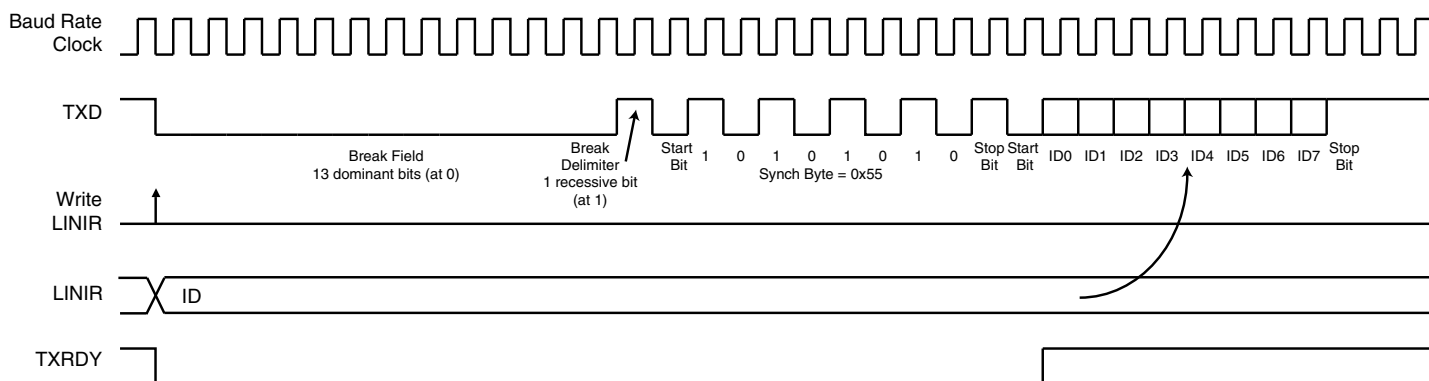 Baud Rate
Clock
TXD
Break Field
13 dominant bits (at 0)
Break
Delimiter
1 recessive bit
(at 1)
Start
Bit
1 0 1 0 1 0 1 0
Synch Byte = 0x55
Stop
Bit
Start
Bit
ID0 ID1 ID2 ID3 ID4 ID5 ID6 ID7
Stop
Bit
Write
LINIR
LINIR
ID
TXRDY